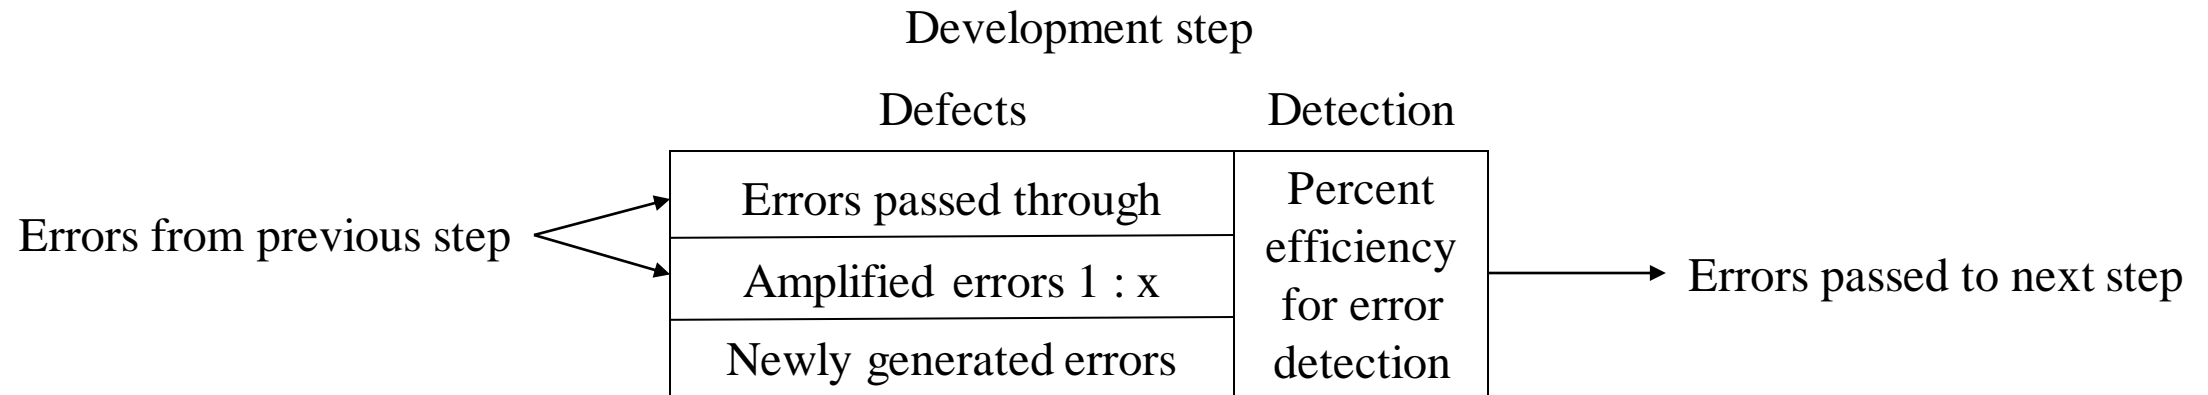 Development step
Defects
Detection
Errors from previous step
Errors passed through
Amplified errors 1 : x
Newly generated errors
Percent
efficiency
for error
detection
Errors passed to next step